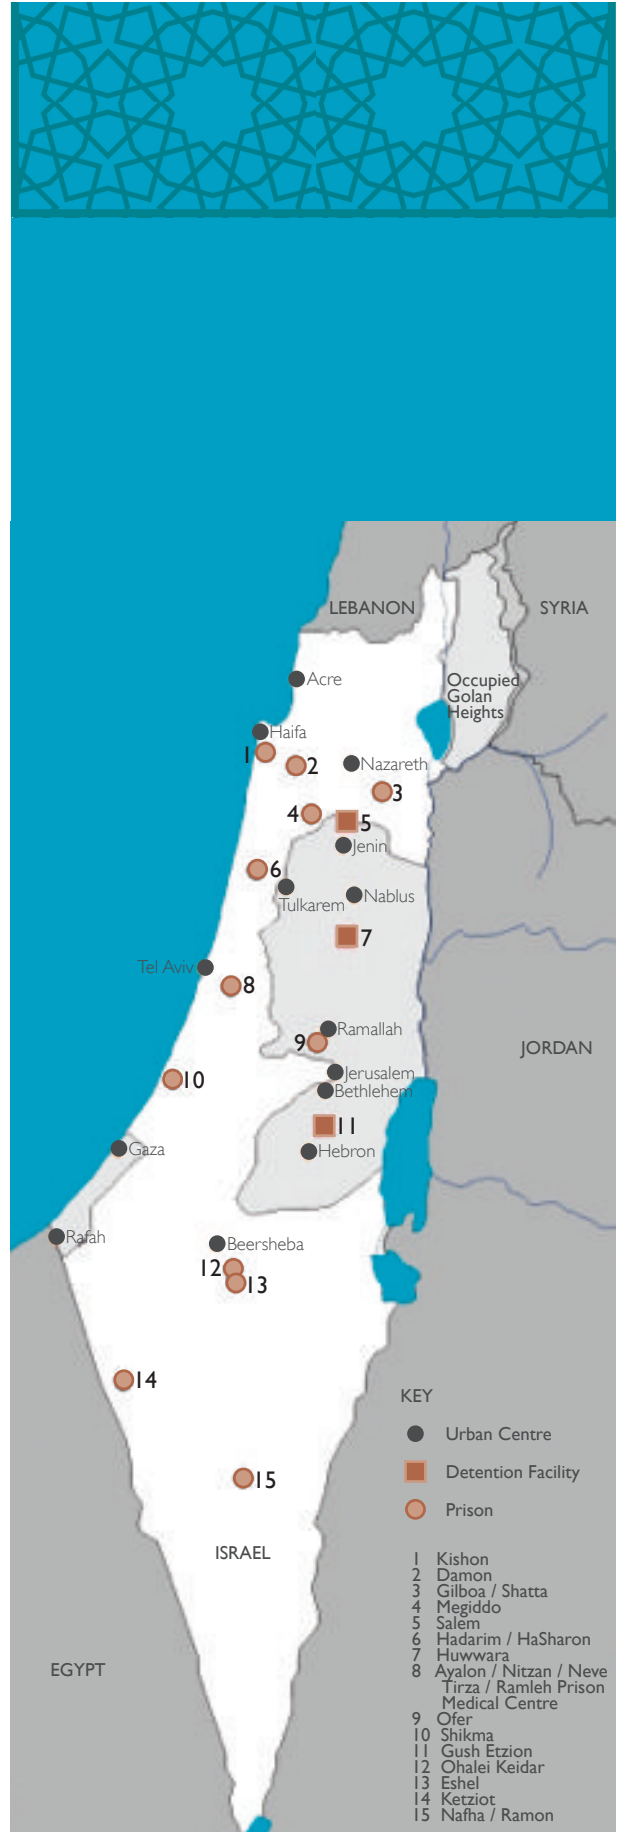 LEBANON
SYRIA
Acre
Occupied
Golan
Heights
Haifa
1
2
Nazareth
3
4
5
Jenin
6
Tulkarem
Nablus
7
Tel Aviv
8
Ramallah
9
JORDAN
Jerusalem
10
Bethlehem
11
Gaza
Hebron
Rafah
Beersheba
12
13
14
KEY
Urban Centre
Detention Facility
15
Prison
ISRAEL
EGYPT
1 Kishon
2 Damon
3 Gilboa / Shatta
4 Megiddo
5 Salem
6 Hadarim / HaSharon
7 Huwwara
8 Ayalon / Nitzan / Neve
Tirza / Ramleh Prison
Medical Centre
9 Ofer
10 Shikma
11 Gush Etzion
12 Ohalei Keidar
13 Eshel
14 Ketziot
15 Nafha / Ramon